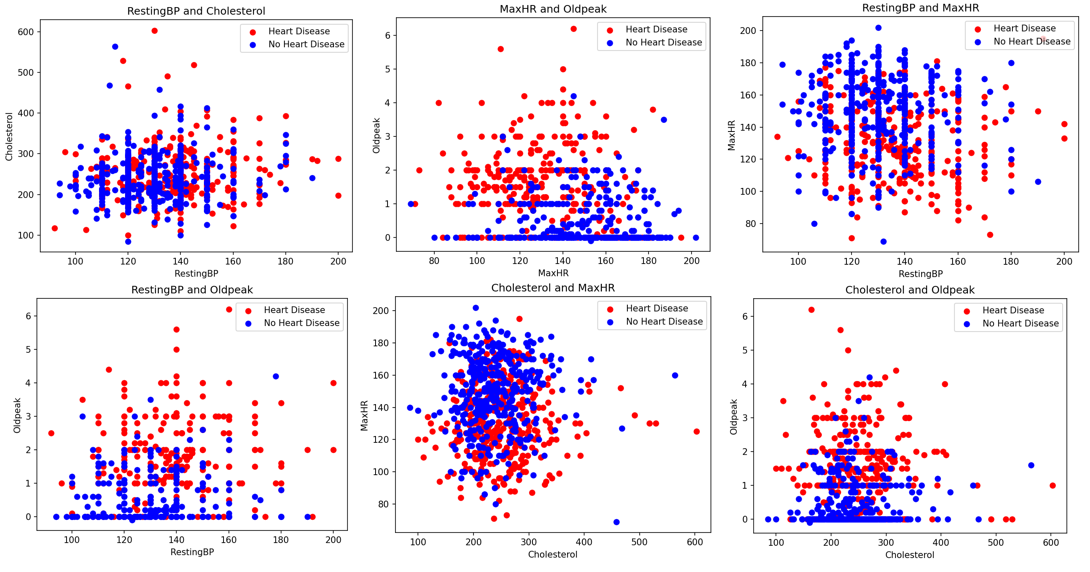 RestingBP and Cholesterol
Heart Disease
No Heart Disease
600
500
400
300
200
100
Cholesterol
100
120
140
160
180
200
RestingBP
MaxHR and Oldpeak
Heart Disease
No Heart Disease
6
5
4
3
2
1
0
Oldpeak
80
100
120
140
160
180
200
MaxHR
RestingBP and MaxHR
Heart Disease
No Heart Disease
200
180
160
140
120
100
80
MaxHR
100
120
140
160
180
200
RestingBP
RestingBP and Oldpeak
Heart Disease
No Heart Disease
6
5
4
3
2
1
0
Oldpeak
100
120
140
160
180
200
RestingBP
Cholesterol and MaxHR
Heart Disease
No Heart Disease
200
180
160
140
120
100
80
MaxHR
100
200
300
400
500
600
Cholesterol
Cholesterol and Oldpeak
Heart Disease
No Heart Disease
6
5
4
3
2
1
0
Oldpeak
100
200
300
400
500
600
Cholesterol